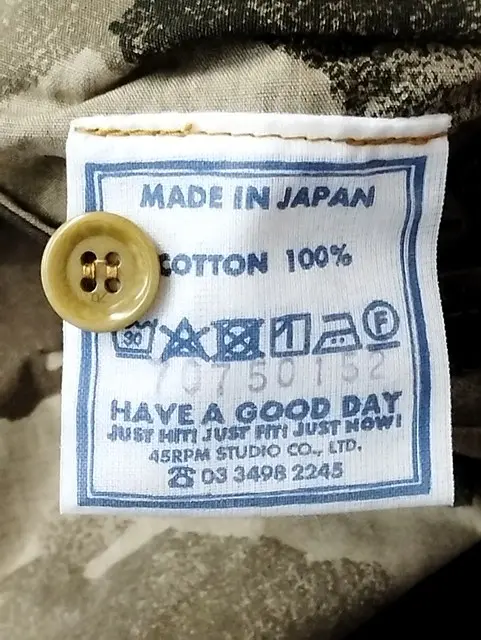 MADE IN JAPAN
COTTON 100%
30 F
70750152
HAVE A GOOD DAY
JUST HIT! JUST FIT! JUST NOW!
45RPM STUDIO CO., LTD.
☎ 03 3498 2245